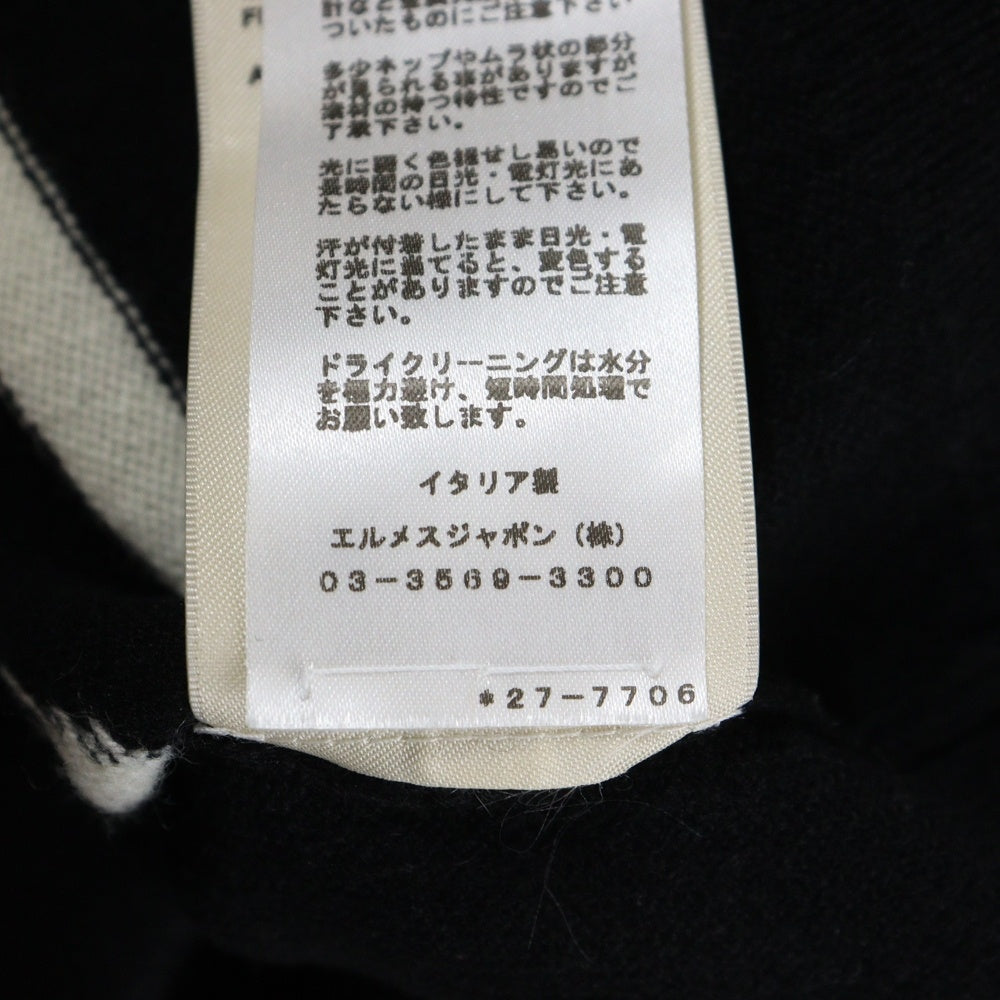 ついたものにご注意下さい
多少ネップやムラ状の部分
が見られる事がありますが
素材の持つ特性ですのでご
了承下さい。
光に弱く色褪せし易いので
長時間の日光・電灯光にあ
たらない様にして下さい。
汗が付着したまま日光・電
灯光に当てると、変色する
ことがありますのでご注意
下さい。
ドライクリーニングは水分
を極力避け、短時間処理で
お願い致します。
イタリア製
エルメスジャポン（株）
03-3569-3300
*27-7706